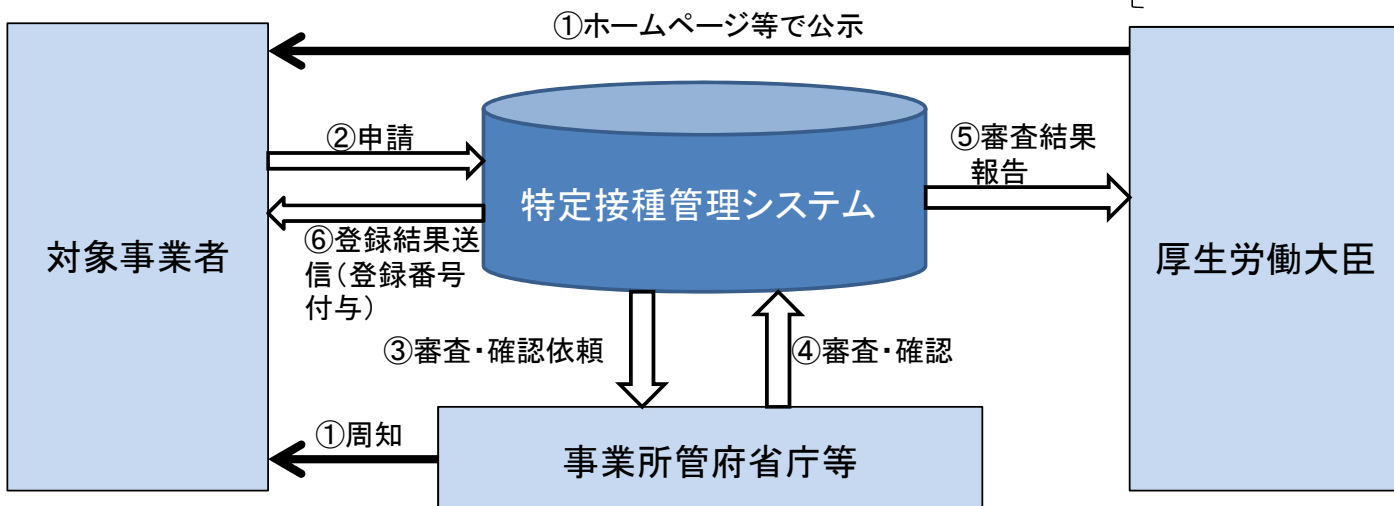 ①ホームページ等で公示
②申請
⑤審査結果
報告
特定接種管理システム
対象事業者
⑥登録結果送
信(登録番号
付与)
厚生労働大臣
③審査・確認依頼
④審査・確認
①周知
事業所管府省庁等